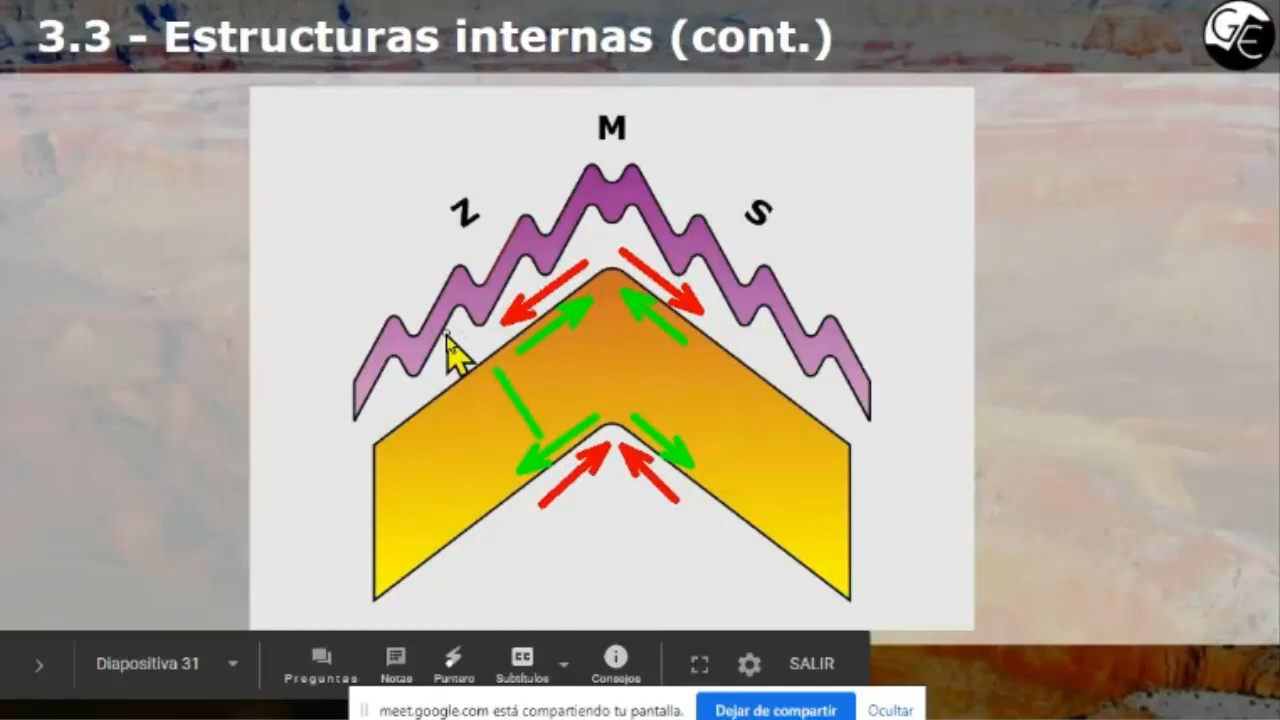 3.3 - Estructuras internas (cont.)
GE
M
Z
S
Diapositiva 31
Preguntas
Notas
Puntero
Subtítulos
Consejos
SALIR
meet.google.com está compartiendo tu pantalla.
Dejar de compartir
Ocultar